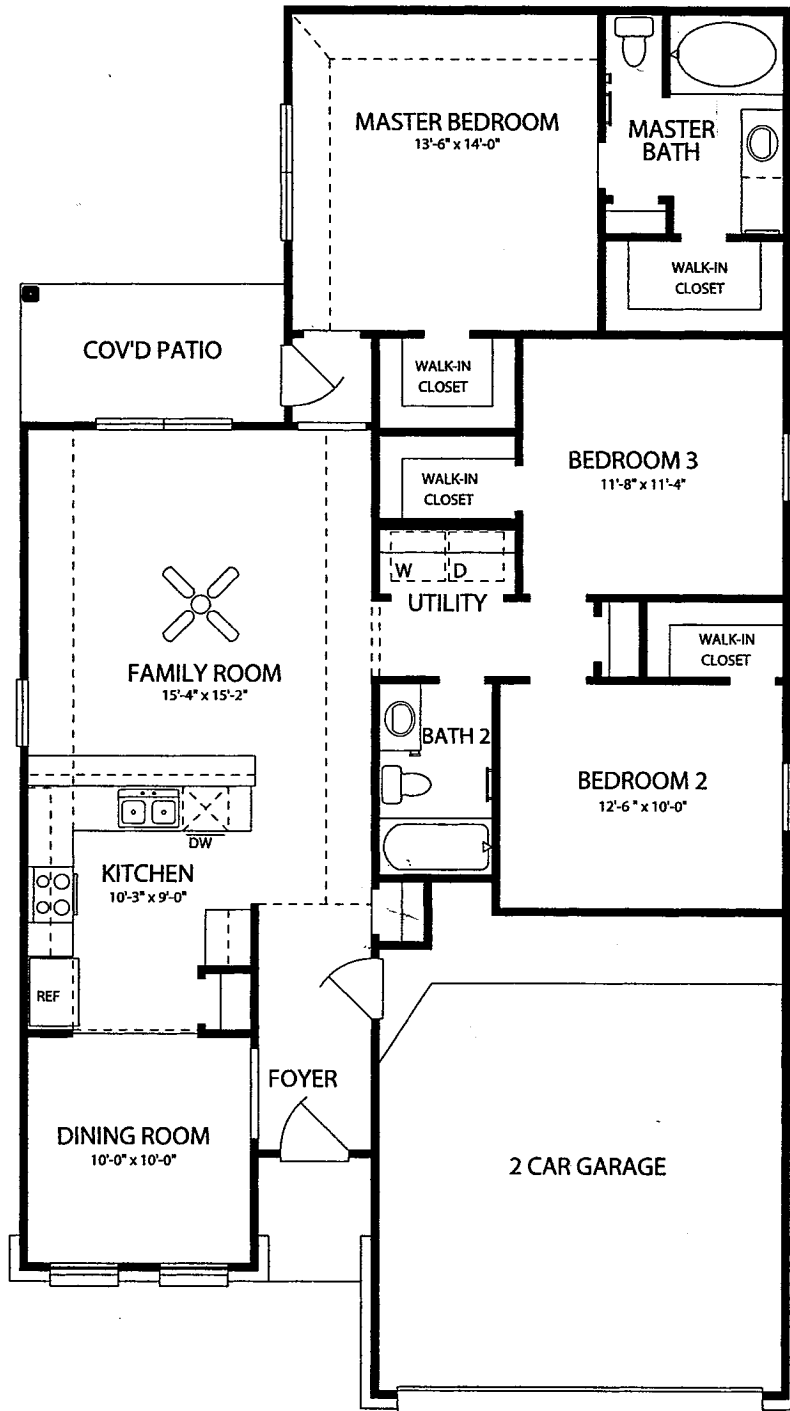 MASTER BEDROOM
13'-6" x 14'-0"
MASTER
BATH
WALK-IN
CLOSET
COV'D PATIO
WALK-IN
CLOSET
BEDROOM 3
11'-8" x 11'-4"
WALK-IN
CLOSET
W D
UTILITY
WALK-IN
CLOSET
FAMILY ROOM
15'-4" x 15'-2"
BATH 2
BEDROOM 2
12'-6 " x 10'-0"
DW
KITCHEN
10'-3" x 9'-0"
REF
FOYER
DINING ROOM
10'-0" x 10'-0"
2 CAR GARAGE